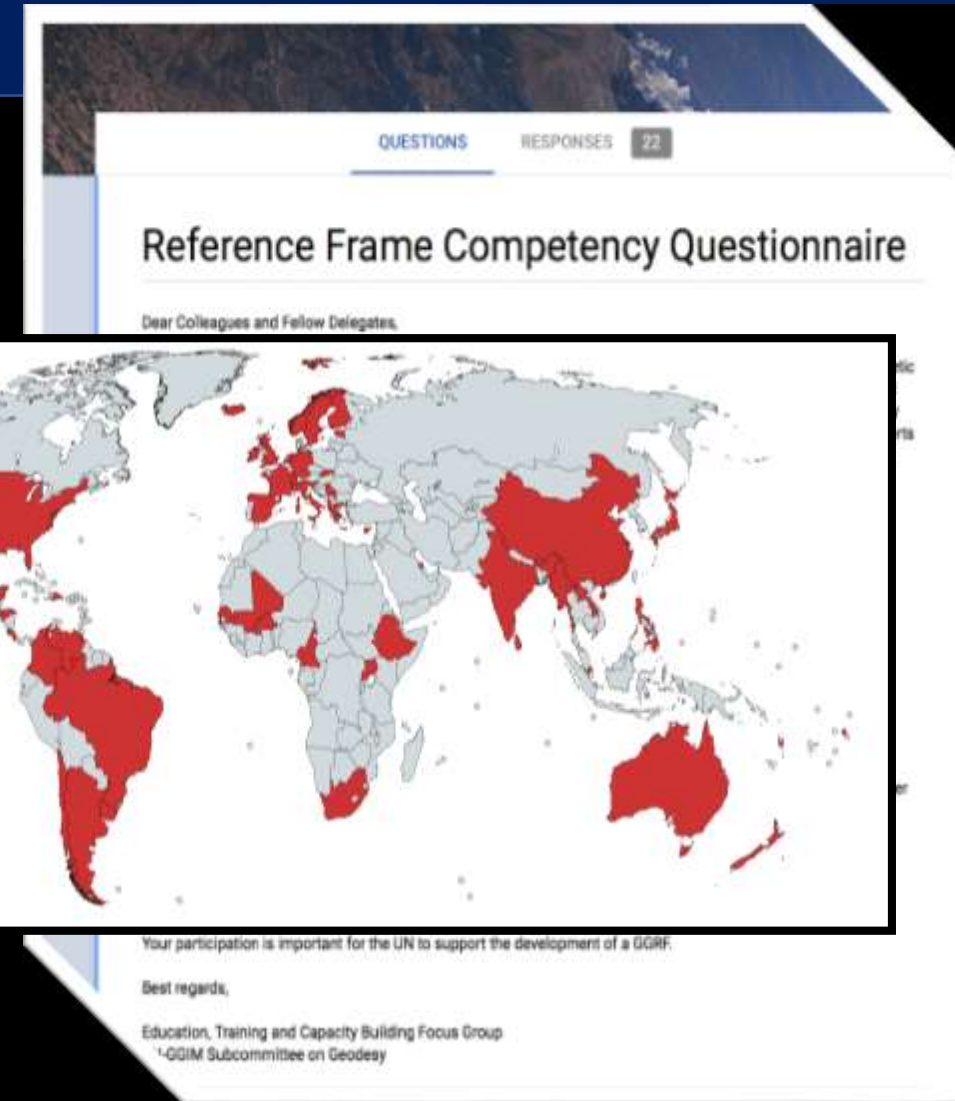 QUESTIONS RESPONSES 22
Reference Frame Competency Questionnaire
Dear Colleagues and Fellow Delegates,
Your participation is important for the UN to support the development of a GGRF.
Best regards,
Education, Training and Capacity Building Focus Group
-GGIM Subcommittee on Geodesy